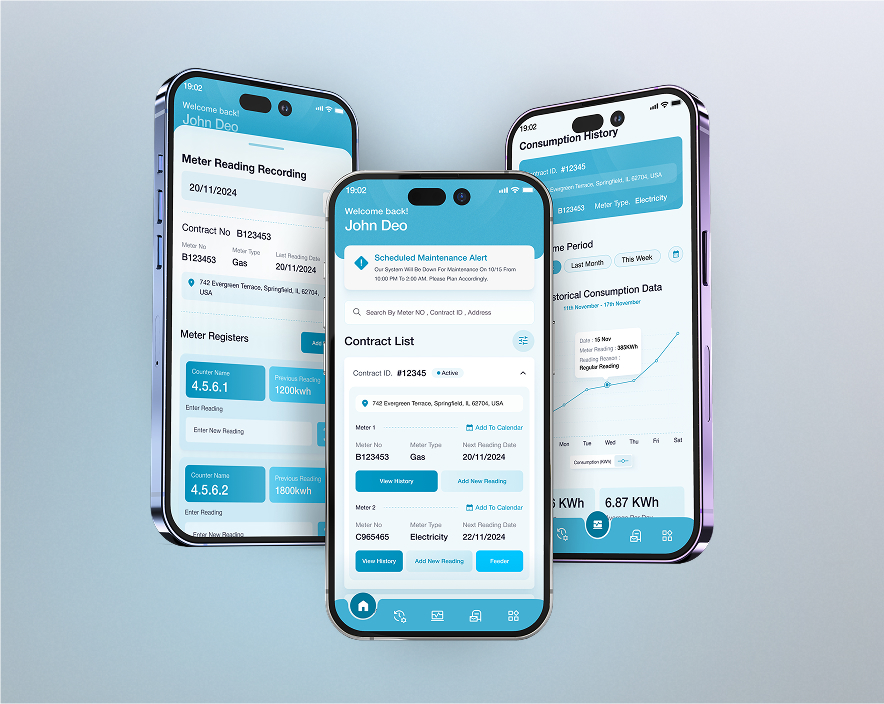 19:02
Welcome back!
John Deo
Meter Reading Recording
20/11/2024
Contract No B123453
Meter No Meter Type Last Reading Date
B123453 Gas 20/11/2024
742 Evergreen Terrace, Springfield, IL 62704,
USA
Meter Registers
Add
Counter Name Previous Reading
4.5.6.1 1200kwh
Enter Reading
Enter New Reading
Counter Name Previous Reading
4.5.6.2 1800kwh
Enter Reading
Enter New Reading
19:02
Welcome back!
John Deo
Scheduled Maintenance Alert
Our System Will Be Down For Maintenance On 10/15 From
10:00 PM To 2:00 AM. Please Plan Accordingly.
Search By Meter NO , Contract ID , Address
Contract List
Contract ID. #12345 Active
742 Evergreen Terrace, Springfield, IL 62704, USA
Meter 1 Add To Calendar
Meter No Meter Type Next Reading Date
B123453 Gas 20/11/2024
View History Add New Reading
Meter 2 Add To Calendar
Meter No Meter Type Next Reading Date
C965465 Electricity 22/11/2024
View History Add New Reading Feeder
19:02
Consumption History
ntract ID. #12345
Evergreen Terrace, Springfield, IL 62704, USA
B123453 Meter Type. Electricity
me Period
Last Month This Week
storical Consumption Data
11th November - 17th November
Date : 15 Nov
Meter Reading : 385KWh
Reading Reason :
Regular Reading
Mon Tue Wed Thu Fri Sat
Consumption (KWh)
6 KWh 6.87 KWh
Average Per Day